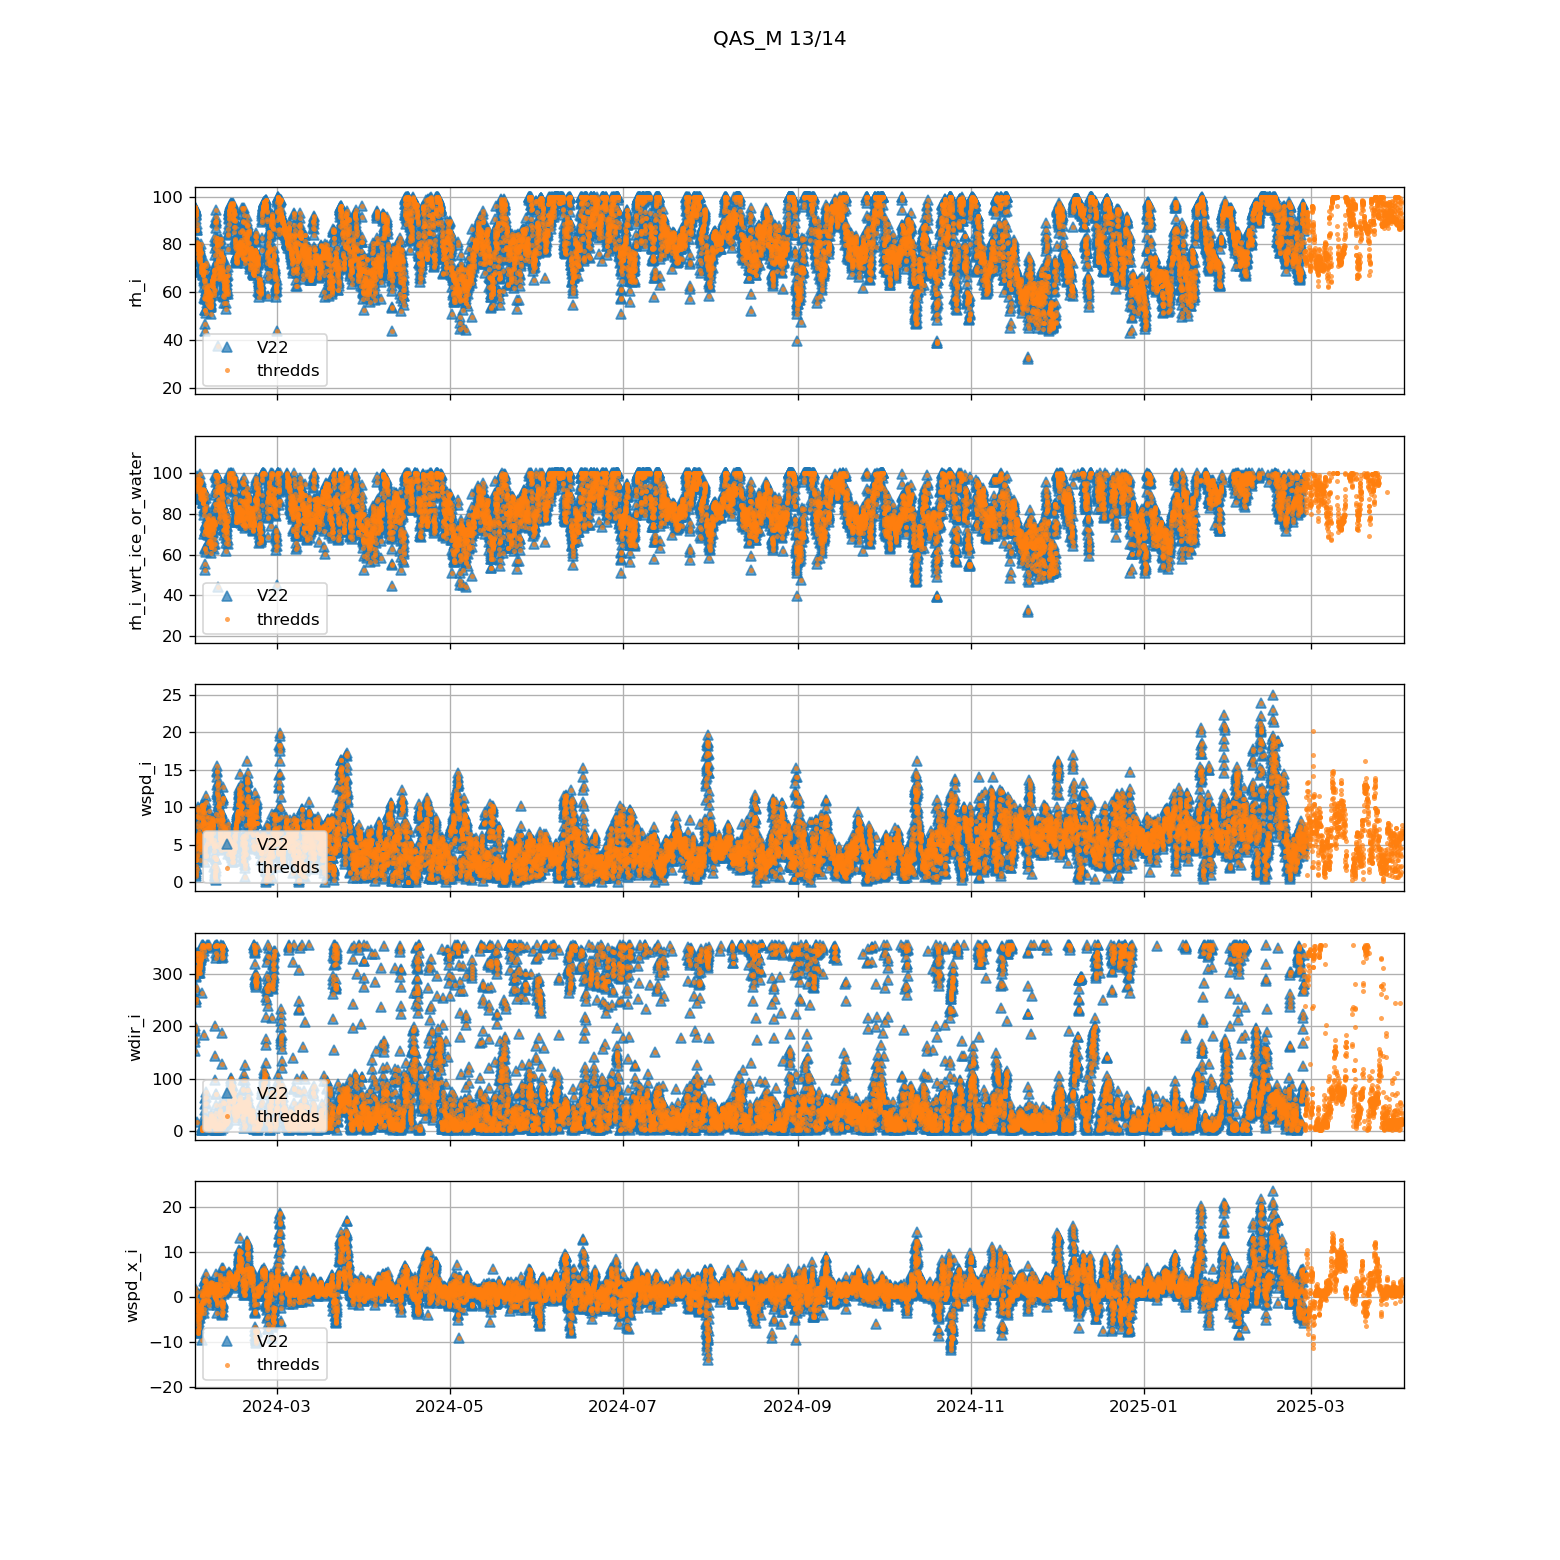 QAS_M 13/14
100
80
60
40
20
rh_i
V22
thredds
100
80
60
40
20
rh_i_wrt_ice_or_water
V22
thredds
25
20
15
10
5
0
wspd_i
V22
thredds
300
200
100
0
wdir_i
V22
thredds
20
10
0
−10
−20
wspd_x_i
V22
thredds
2024-03 2024-05 2024-07 2024-09 2024-11 2025-01 2025-03